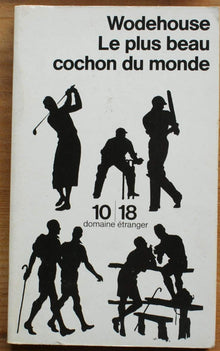 Wodehouse
Le plus beau
cochon du monde
10 18
domaine étranger